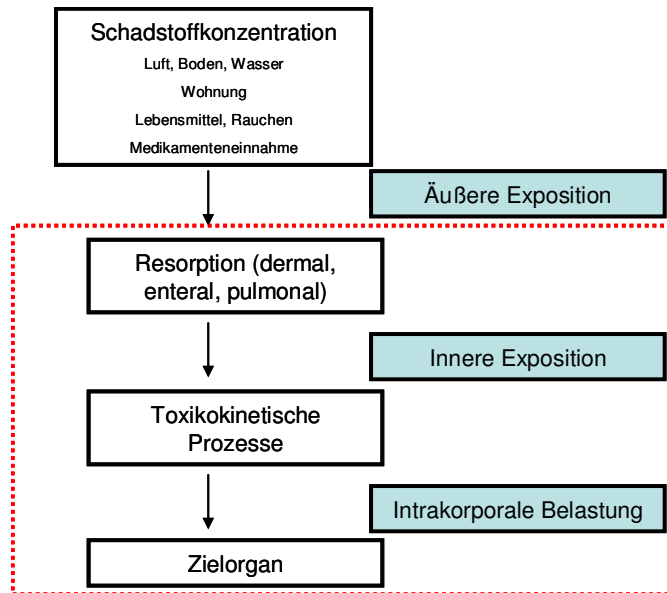 Schadstoffkonzentration
Luft, Boden, Wasser
Wohnung
Lebensmittel, Rauchen
Medikamenteneinnahme
Äußere Exposition
Resorption (dermal,
enteral, pulmonal)
Innere Exposition
Toxikokinetische
Prozesse
Intrakorporale Belastung
Zielorgan